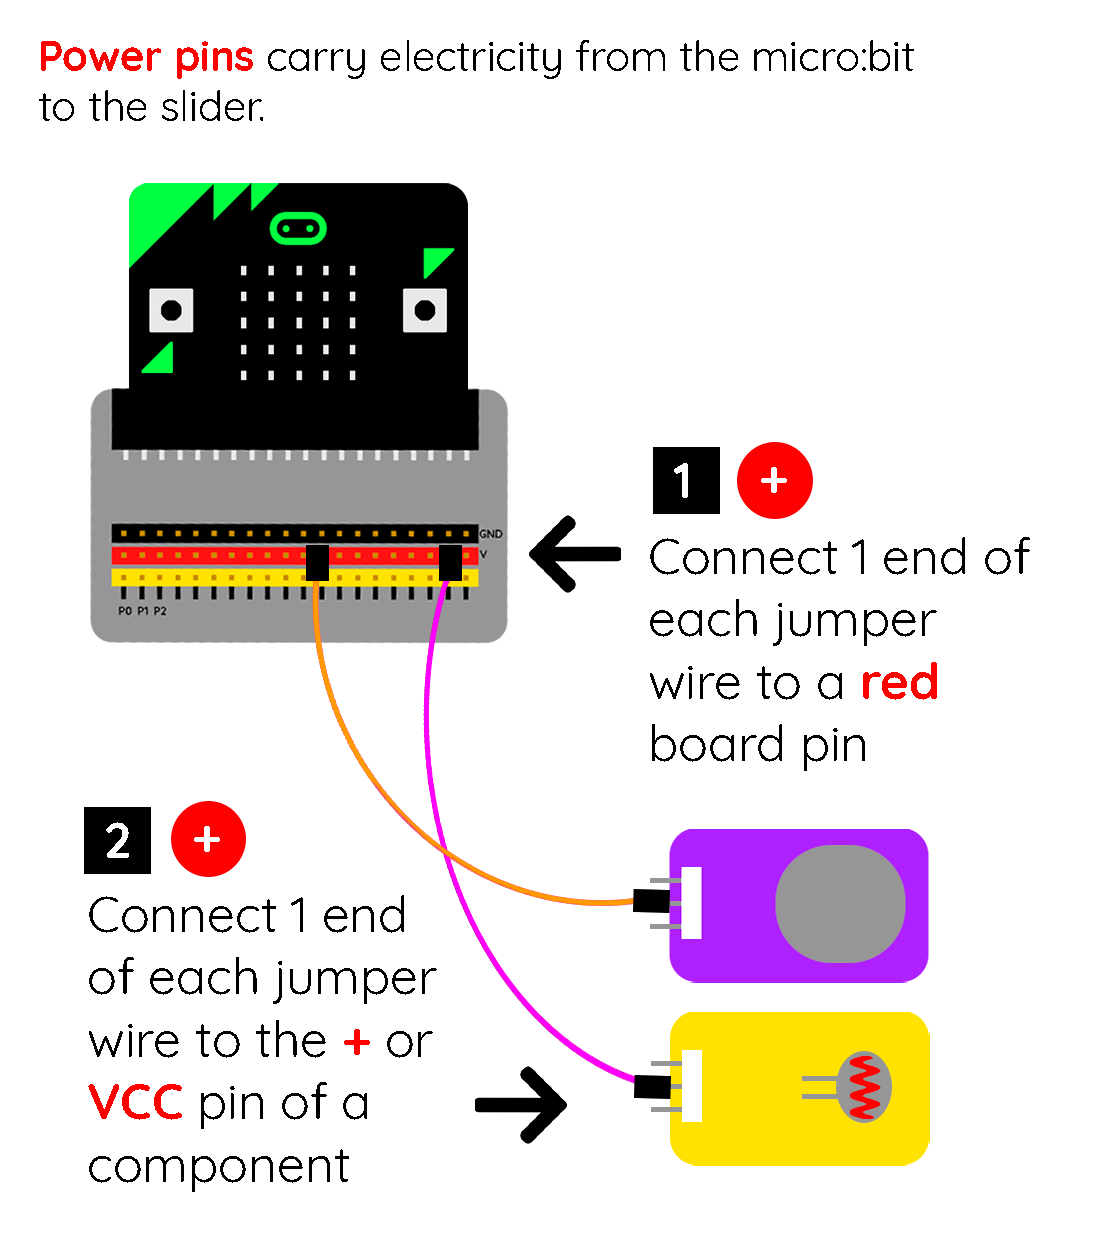 Power pins carry electricity from the micro:bit
to the slider.
GND
V
P0 P1 P2
1 +
Connect 1 end of
each jumper
wire to a red
board pin
2 +
Connect 1 end
of each jumper
wire to the + or
VCC pin of a
component